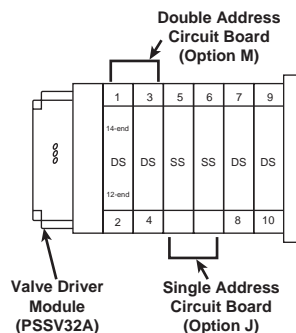 Double Address
Circuit Board
(Option M)
1 3 5 6 7 9
14-end
DS DS SS SS DS DS
12-end
2 4 8 10
Valve Driver
Module
(PSSV32A)
Single Address
Circuit Board
(Option J)